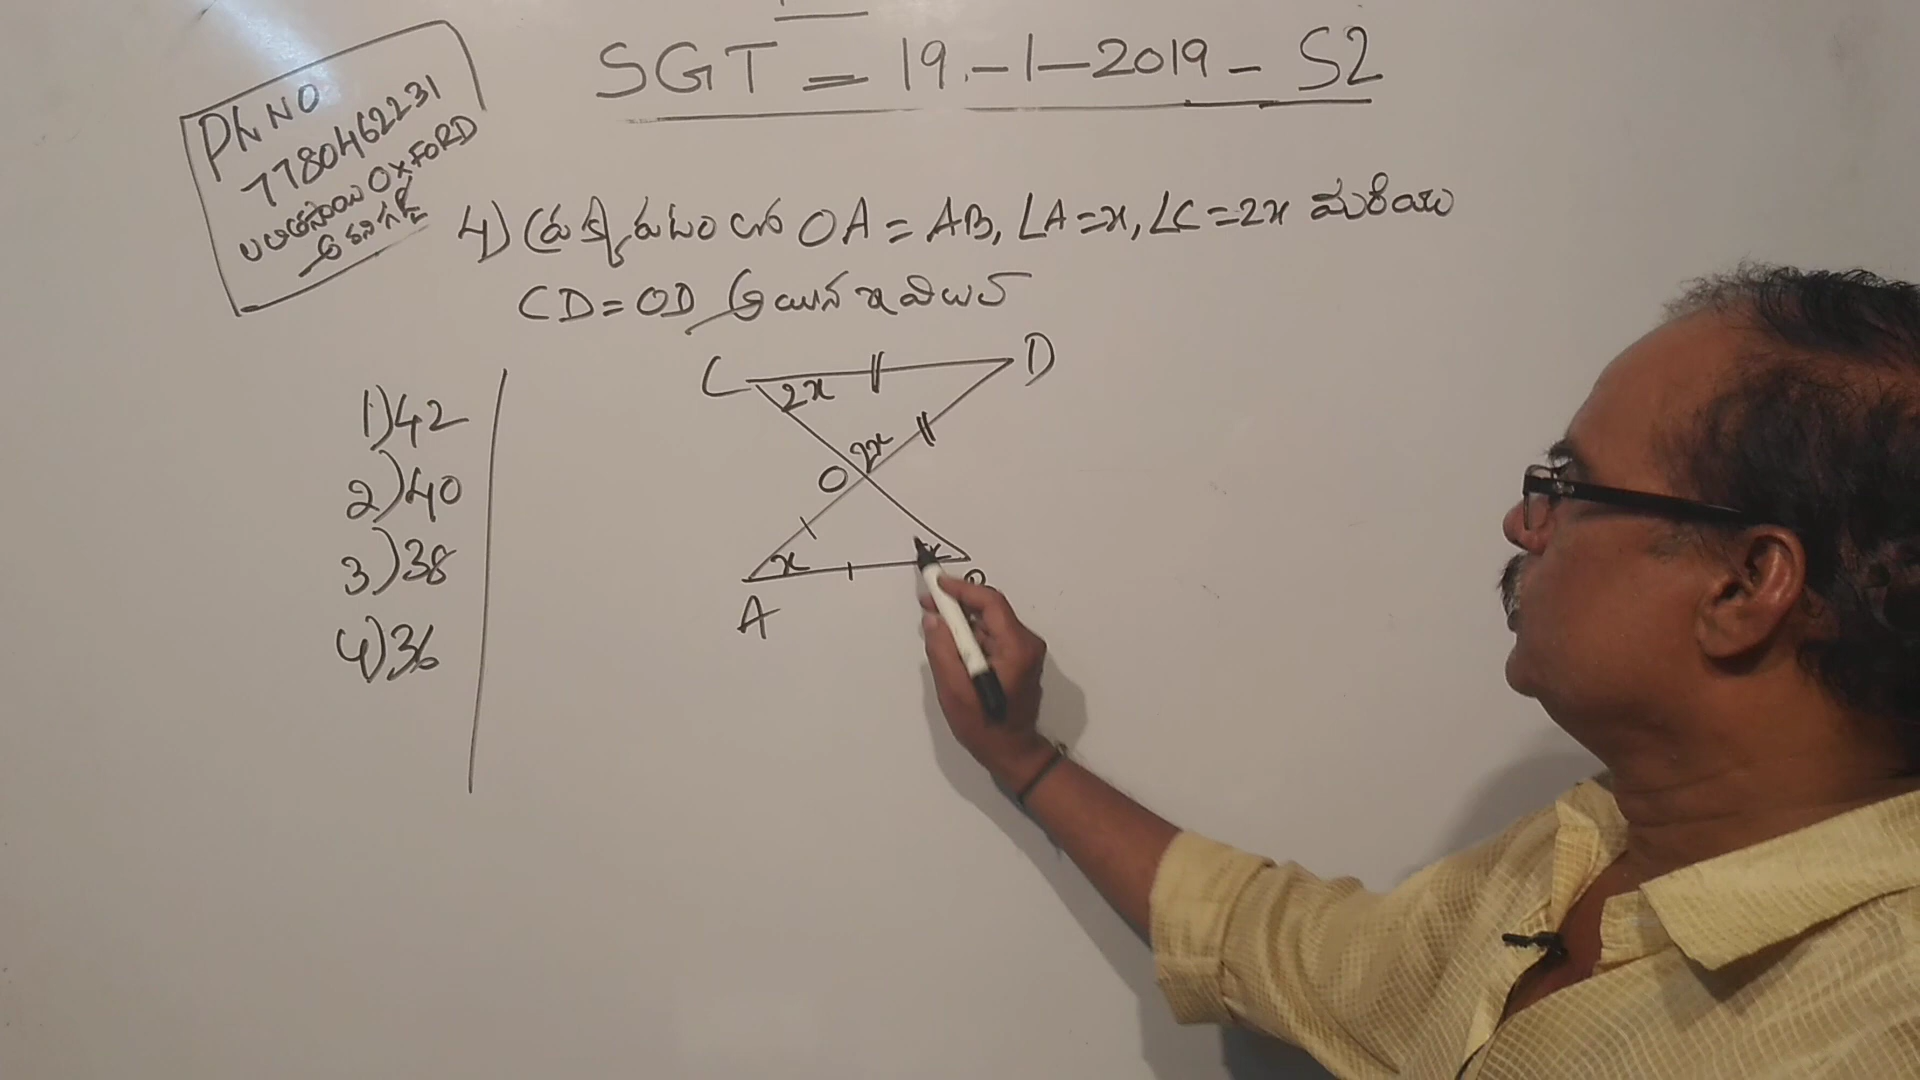 SGT = 19-1-2019-S2
Ph NO
7780462231
OXFORD
4) OA = AB, ∠A=x, ∠C=2x మరియు
CD=OD అయిన x విలువ
1)42
2)40
3)38
4)36
C
2x
D
2x
O
x
x
A
B